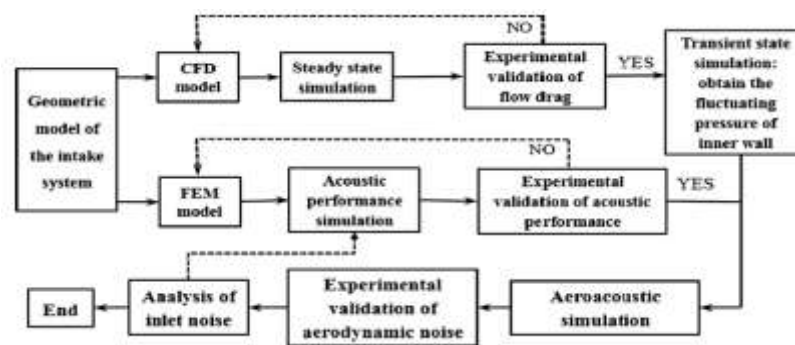 Geometric
model of
the intake
system
CFD
model
Steady state
simulation
NO
Experimental
validation of
flow drag
YES
Transient state
simulation:
obtain the
fluctuating
pressure of
inner wall
FEM
model
Acoustic
performance
simulation
NO
Experimental
validation of acoustic
performance
YES
End
Analysis of
inlet noise
Experimental
validation of
aerodynamic noise
Aeroacoustic
simulation